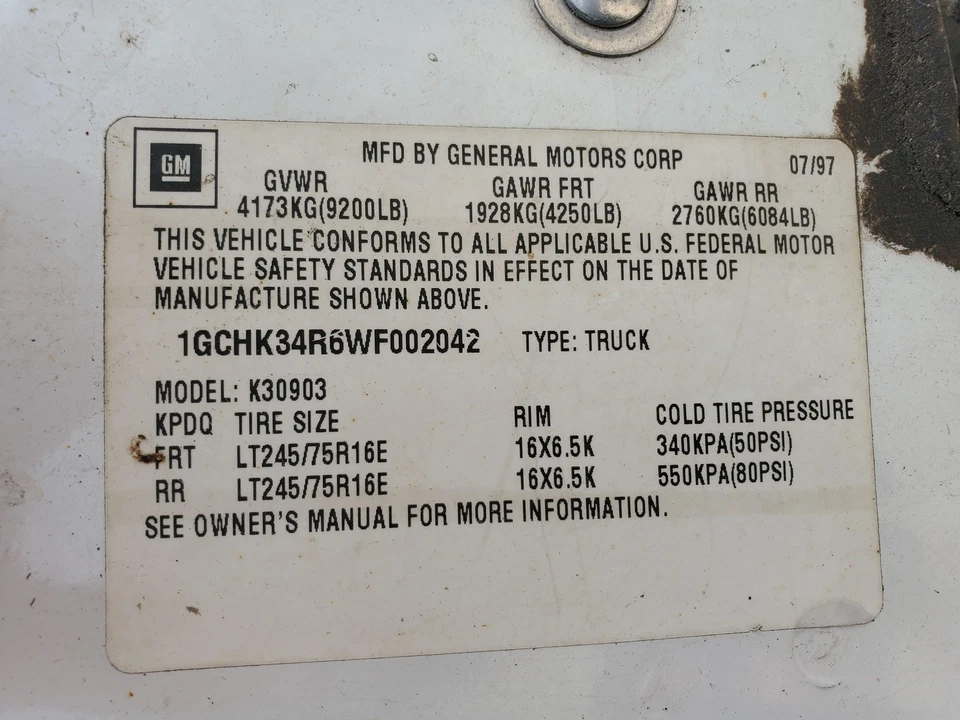 GM
MFD BY GENERAL MOTORS CORP 07/97
GVWR GAWR FRT GAWR RR
4173KG(9200LB) 1928KG(4250LB) 2760KG(6084LB)
THIS VEHICLE CONFORMS TO ALL APPLICABLE U.S. FEDERAL MOTOR
VEHICLE SAFETY STANDARDS IN EFFECT ON THE DATE OF
MANUFACTURE SHOWN ABOVE.
1GCHK34R6WF002042 TYPE: TRUCK
MODEL: K30903
KPDQ TIRE SIZE RIM COLD TIRE PRESSURE
FRT LT245/75R16E 16X6.5K 340KPA(50PSI)
RR LT245/75R16E 16X6.5K 550KPA(80PSI)
SEE OWNER'S MANUAL FOR MORE INFORMATION.